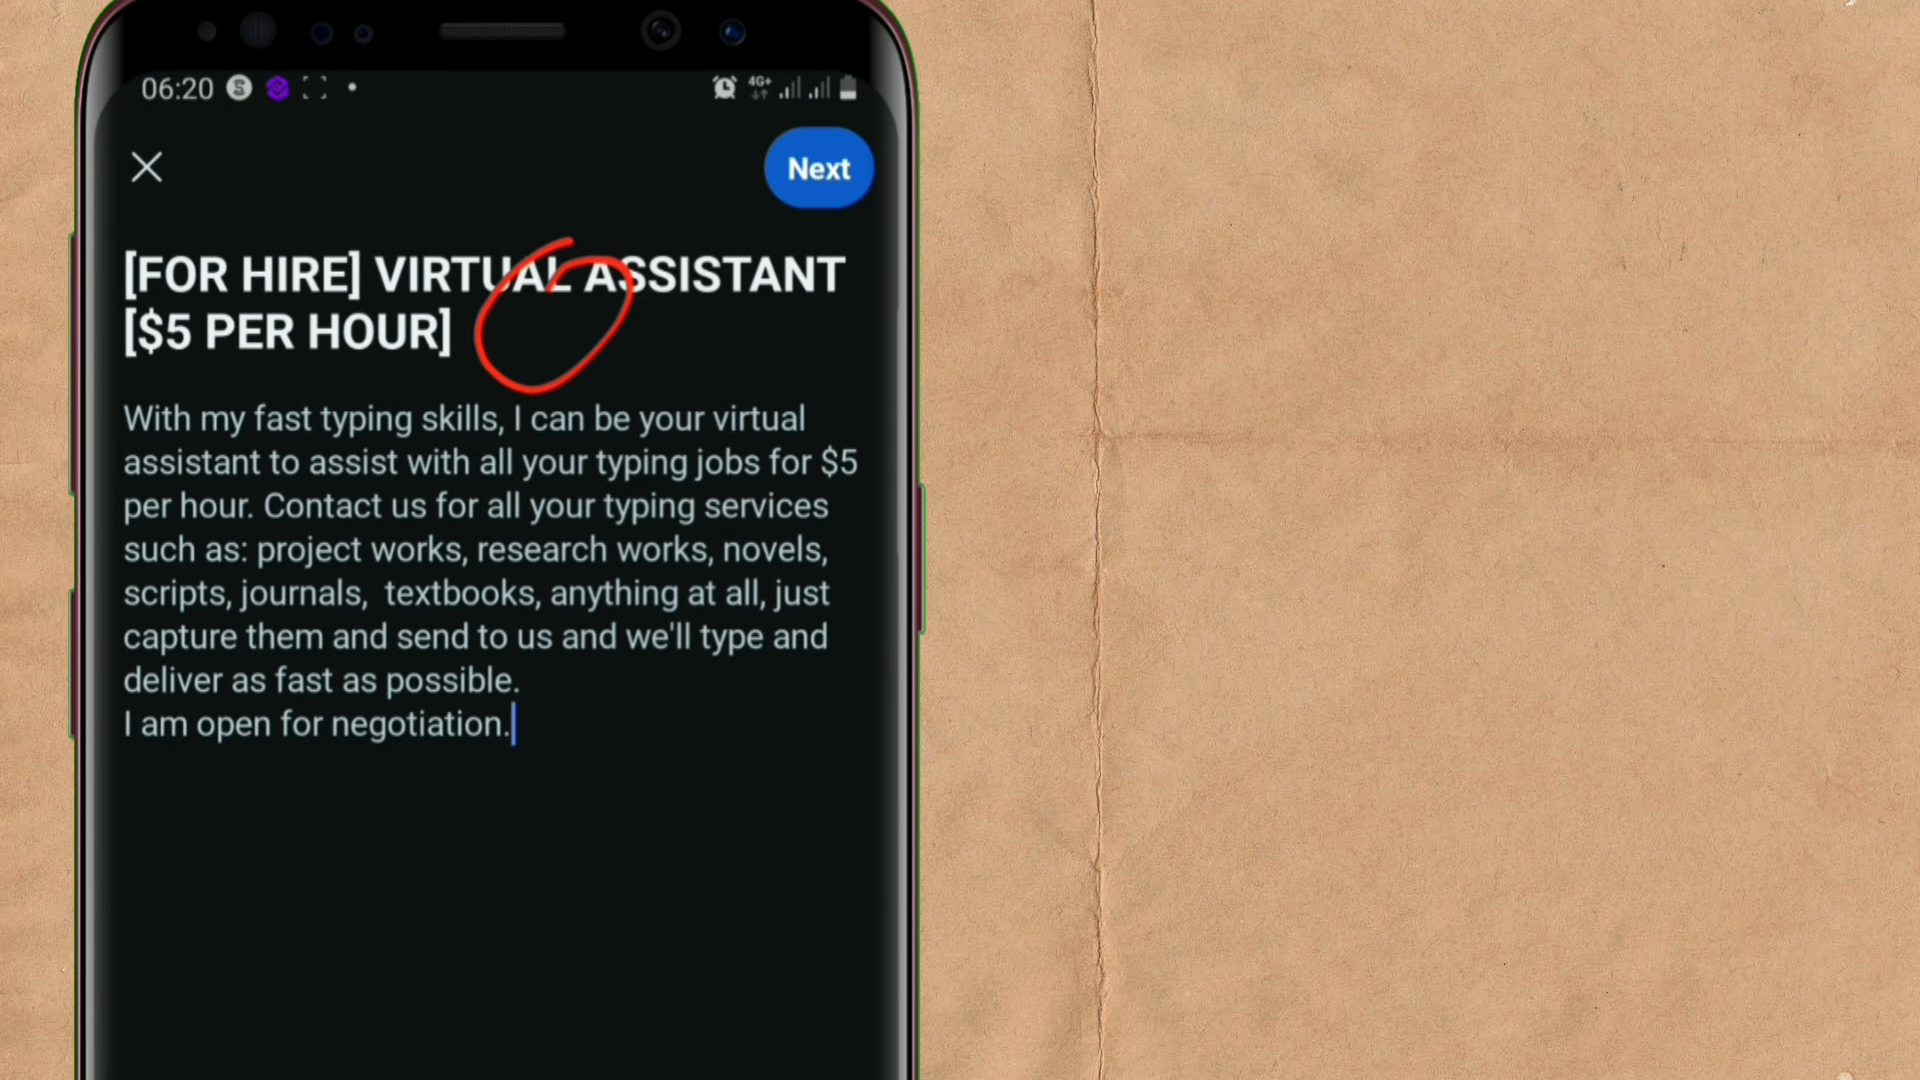 06:20
4G+
Next
[FOR HIRE] VIRTUAL ASSISTANT
[$5 PER HOUR]
With my fast typing skills, I can be your virtual
assistant to assist with all your typing jobs for $5
per hour. Contact us for all your typing services
such as: project works, research works, novels,
scripts, journals,  textbooks, anything at all, just
capture them and send to us and we'll type and
deliver as fast as possible.
I am open for negotiation.